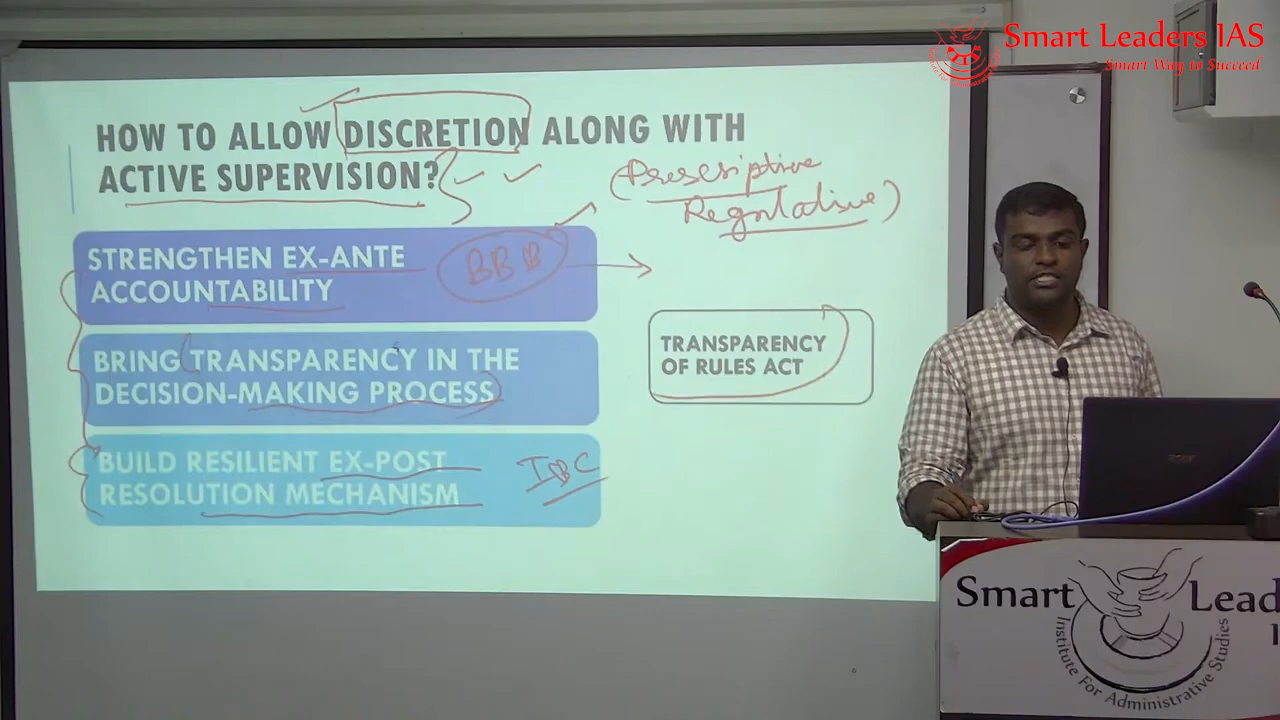 Smart Leaders IAS
Smart Way to Succeed
HOW TO ALLOW DISCRETION ALONG WITH
ACTIVE SUPERVISION?
(Prescriptive
Regulative)
STRENGTHEN EX-ANTE
ACCOUNTABILITY
BBB
BRING TRANSPARENCY IN THE
DECISION-MAKING PROCESS
TRANSPARENCY
OF RULES ACT
BUILD RESILIENT EX-POST
RESOLUTION MECHANISM
IBC
Smart Lead
Institute For Administrative Studies